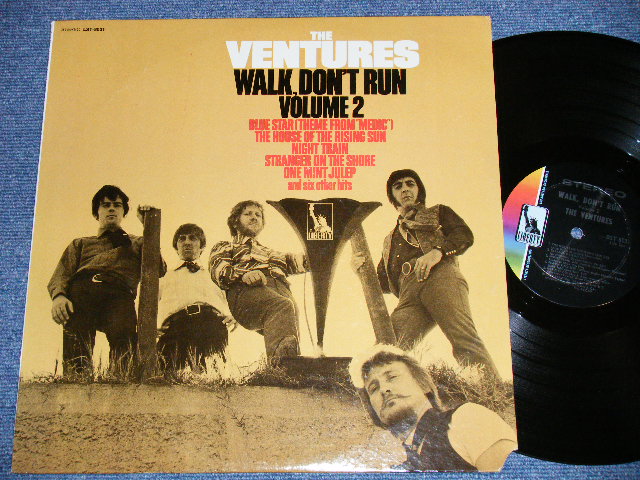 STEREO
THE
VENTURES
WALK, DON'T RUN
VOLUME 2
BLUE STAR (THEME FROM "MEDIC")
THE HOUSE OF THE RISING SUN
NIGHT TRAIN
STRANGER ON THE SHORE
ONE MINT JULEP
and six other hits
LIBERTY
STEREO
WALK, DON'T RUN
THE VENTURES
LIBERTY